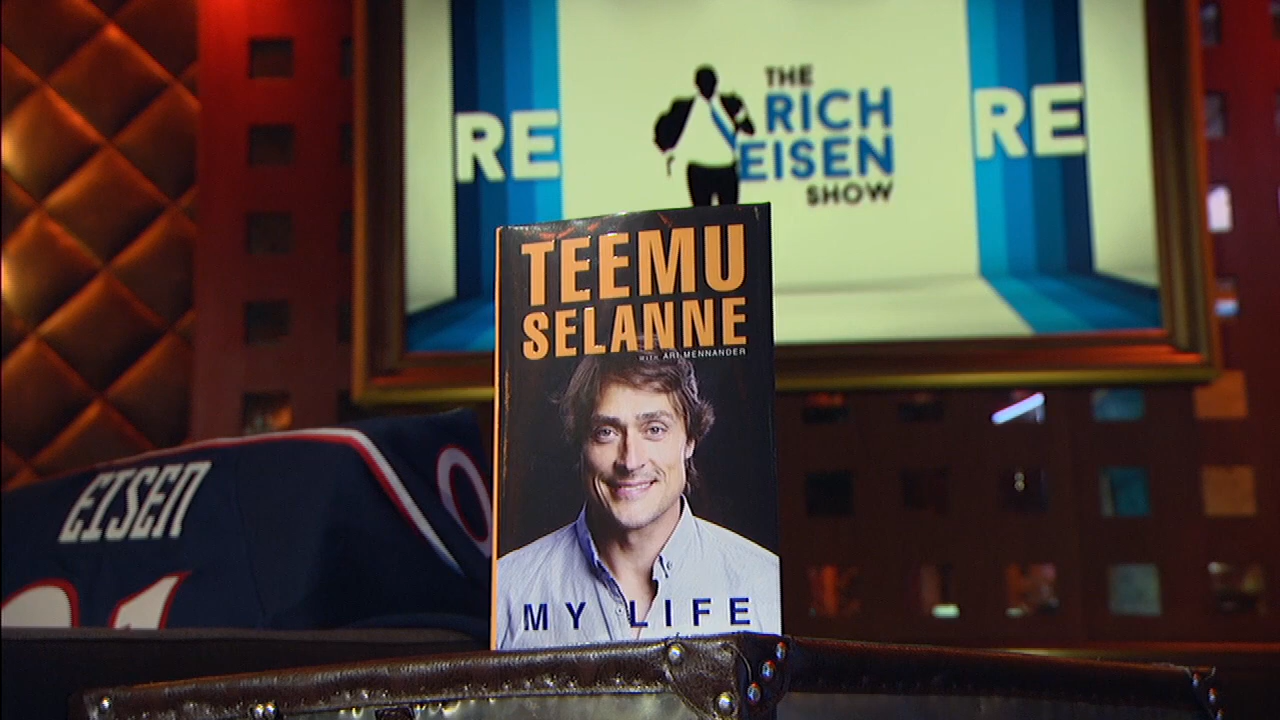 RE
THE
RICH
EISEN
SHOW
RE
TEEMU
SELANNE
WITH ARI MENNANDER
MY LIFE
EISEN